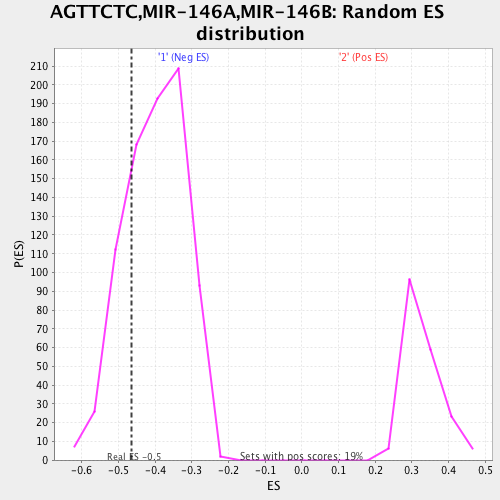 AGTTCTC,MIR-146A,MIR-146B: Random ES
distribution
'1' (Neg ES)
'2' (Pos ES)
210
200
190
180
170
160
150
140
130
120
110
100
90
80
70
60
50
40
30
20
10
0
P(ES)
Real ES -0.5
Sets with pos scores: 19%
-0.6 -0.5 -0.4 -0.3 -0.2 -0.1 0.0 0.1 0.2 0.3 0.4 0.5
ES